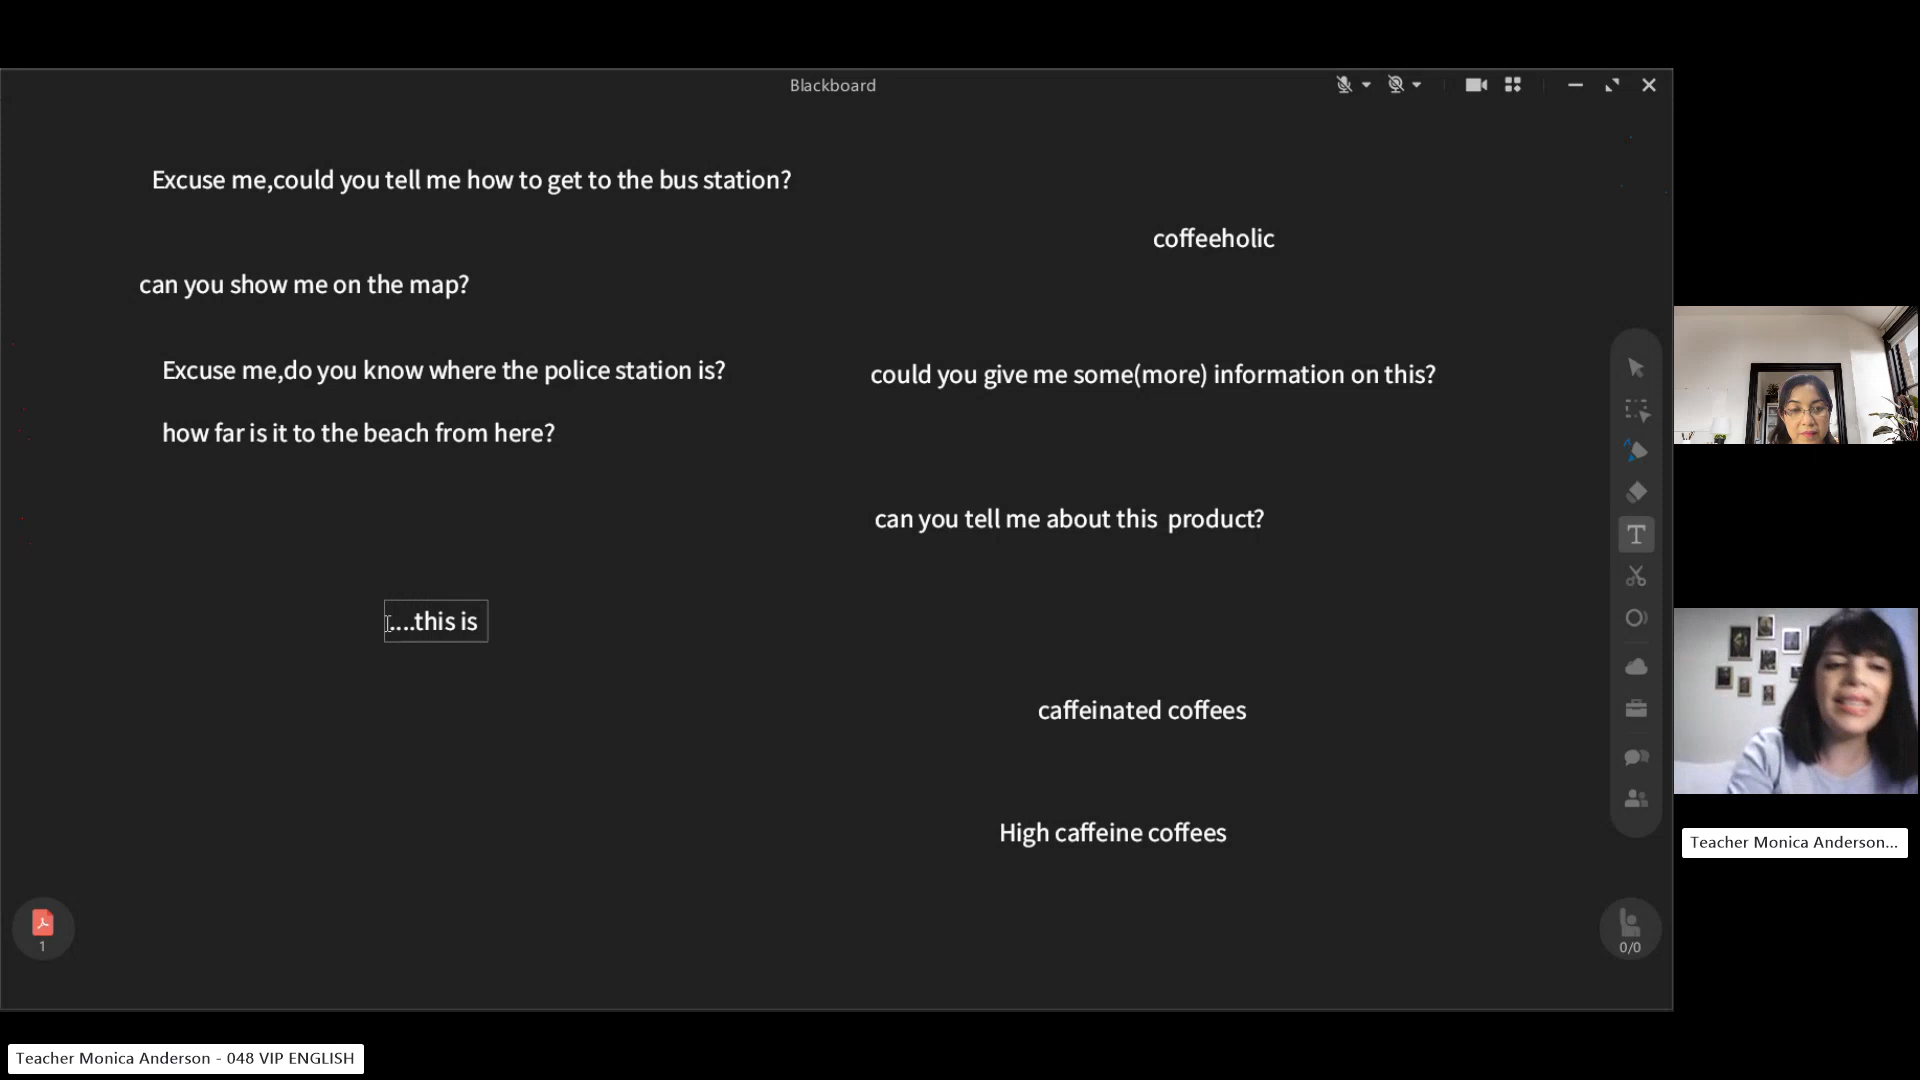 Blackboard
Excuse me,could you tell me how to get to the bus station?
coffeeholic
can you show me on the map?
Excuse me,do you know where the police station is?
could you give me some(more) information on this?
how far is it to the beach from here?
can you tell me about this  product?
....this is
caffeinated coffees
High caffeine coffees
Teacher Monica Anderson...
1
0/0
Teacher Monica Anderson - 048 VIP ENGLISH